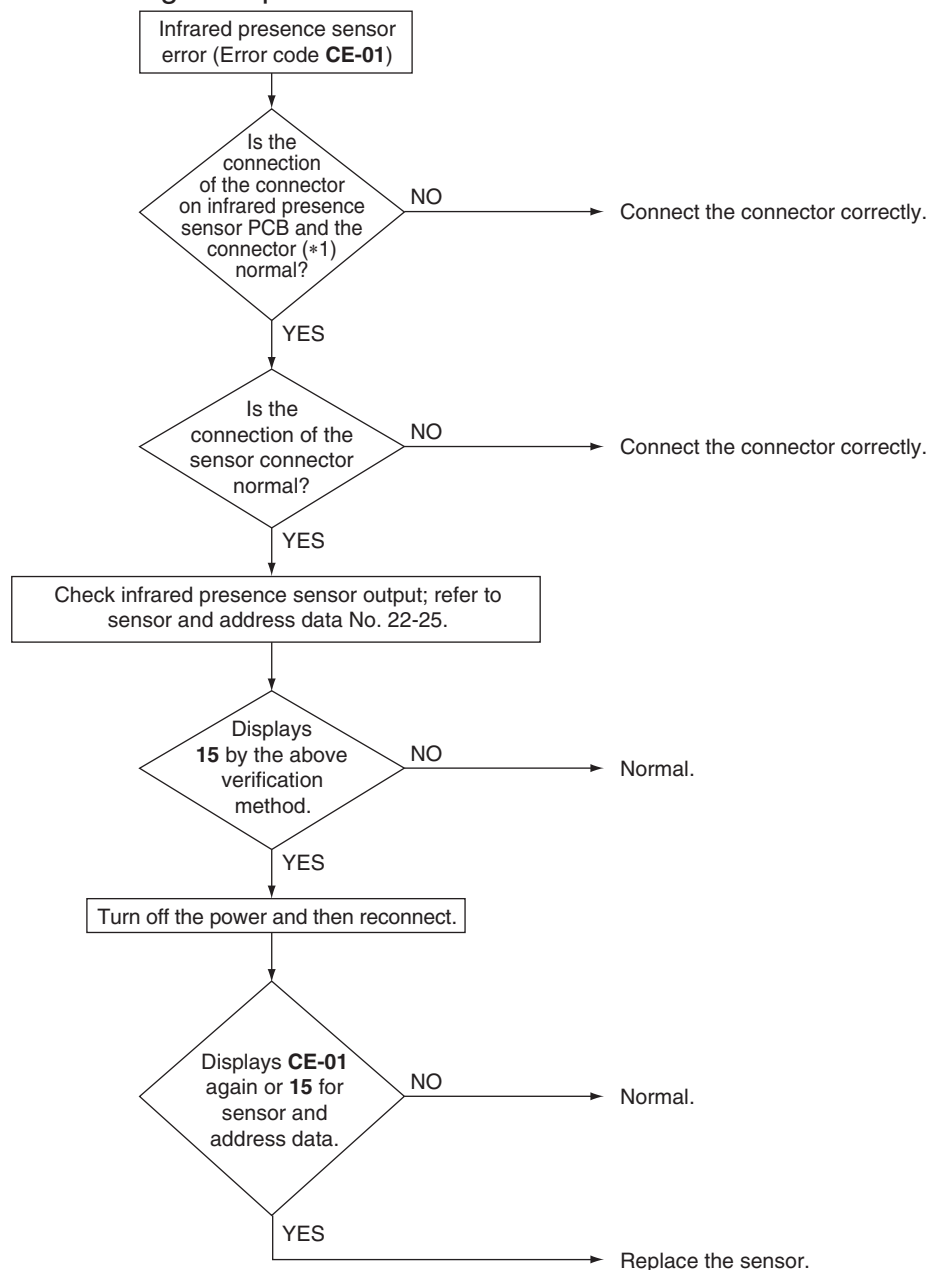 Infrared presence sensor
error (Error code CE-01)
Is the
connection
of the connector
on infrared presence
sensor PCB and the
connector (*1)
normal?
NO
Connect the connector correctly.
YES
Is the
connection of the
sensor connector
normal?
NO
Connect the connector correctly.
YES
Check infrared presence sensor output; refer to
sensor and address data No. 22-25.
Displays
15 by the above
verification
method.
NO
Normal.
YES
Turn off the power and then reconnect.
Displays CE-01
again or 15 for
sensor and
address data.
NO
Normal.
YES
Replace the sensor.